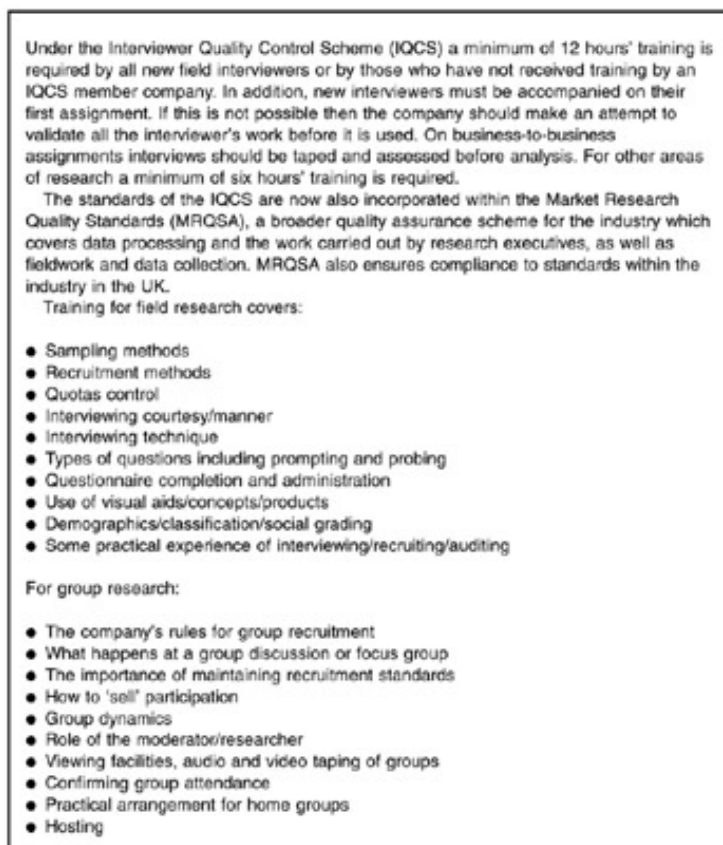 Under the Interviewer Quality Control Scheme (IQCS) a minimum of 12 hours' training is
required by all new field interviewers or by those who have not received training by an
IQCS member company. In addition, new interviewers must be accompanied on their
first assignment. If this is not possible then the company should make an attempt to
validate all the interviewer's work before it is used. On business-to-business
assignments interviews should be taped and assessed before analysis. For other areas
of research a minimum of six hours' training is required.
The standards of the IQCS are now also incorporated within the Market Research
Quality Standards (MRQSA), a broader quality assurance scheme for the industry which
covers data processing and the work carried out by research executives, as well as
fieldwork and data collection. MRQSA also ensures compliance to standards within the
industry in the UK.
Training for field research covers:
● Sampling methods
● Recruitment methods
● Quotas control
● Interviewing courtesy/manner
● Interviewing technique
● Types of questions including prompting and probing
● Questionnaire completion and administration
● Use of visual aids/concepts/products
● Demographics/classification/social grading
● Some practical experience of interviewing/recruiting/auditing
For group research:
● The company's rules for group recruitment
● What happens at a group discussion or focus group
● The importance of maintaining recruitment standards
● How to 'sell' participation
● Group dynamics
● Role of the moderator/researcher
● Viewing facilities, audio and video taping of groups
● Confirming group attendance
● Practical arrangement for home groups
● Hosting